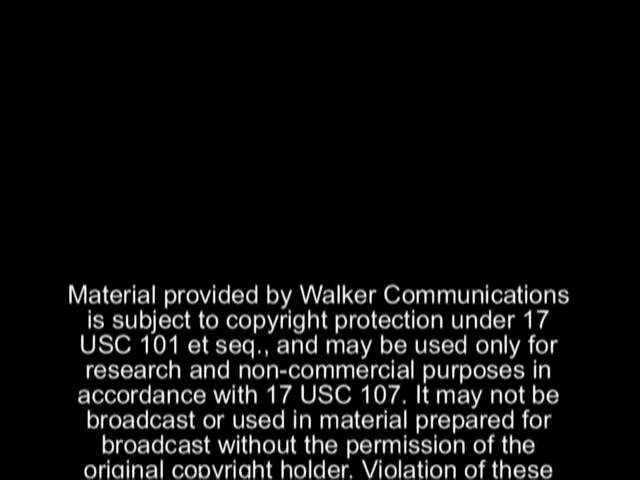 Material provided by Walker Communications
is subject to copyright protection under 17
USC 101 et seq., and may be used only for
research and non-commercial purposes in
accordance with 17 USC 107. It may not be
broadcast or used in material prepared for
broadcast without the permission of the
original copyright holder. Violation of these